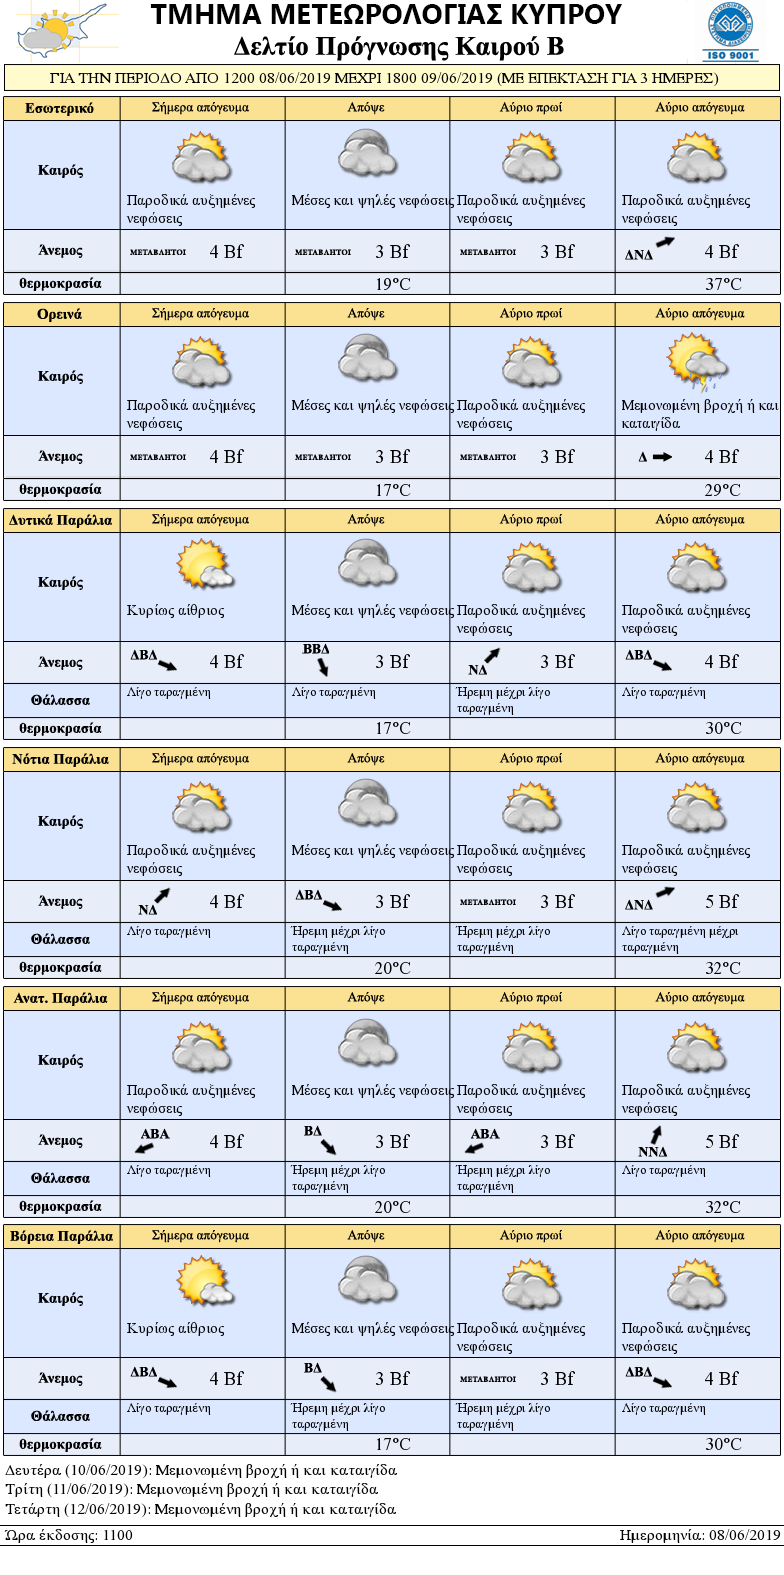 ΤΜΗΜΑ ΜΕΤΕΩΡΟΛΟΓΙΑΣ ΚΥΠΡΟΥ
Δελτίο Πρόγνωσης Καιρού Β
ISO 9001
ΓΙΑ ΤΗΝ ΠΕΡΙΟΔΟ ΑΠΟ 1200 08/06/2019 ΜΕΧΡΙ 1800 09/06/2019 (ΜΕ ΕΠΕΚΤΑΣΗ ΓΙΑ 3 ΗΜΕΡΕΣ)
Εσωτερικό Σήμερα απόγευμα Απόψε Αύριο πρωί Αύριο απόγευμα
Καιρός
Παροδικά αυξημένες Μέσες και ψηλές νεφώσεις Παροδικά αυξημένες Παροδικά αυξημένες
νεφώσεις νεφώσεις νεφώσεις
Άνεμος ΜΕΤΑΒΛΗΤΟΙ 4 Bf ΜΕΤΑΒΛΗΤΟΙ 3 Bf ΜΕΤΑΒΛΗΤΟΙ 3 Bf ΔΝΔ 4 Bf
θερμοκρασία 19°C 37°C
Ορεινά Σήμερα απόγευμα Απόψε Αύριο πρωί Αύριο απόγευμα
Καιρός
Παροδικά αυξημένες Μέσες και ψηλές νεφώσεις Παροδικά αυξημένες Μεμονωμένη βροχή ή και
νεφώσεις νεφώσεις καταιγίδα
Άνεμος ΜΕΤΑΒΛΗΤΟΙ 4 Bf ΜΕΤΑΒΛΗΤΟΙ 3 Bf ΜΕΤΑΒΛΗΤΟΙ 3 Bf Δ 4 Bf
θερμοκρασία 17°C 29°C
Δυτικά Παράλια Σήμερα απόγευμα Απόψε Αύριο πρωί Αύριο απόγευμα
Καιρός
Κυρίως αίθριος Μέσες και ψηλές νεφώσεις Παροδικά αυξημένες Παροδικά αυξημένες
νεφώσεις νεφώσεις
Άνεμος ΔΒΔ 4 Bf ΒΒΔ 3 Bf ΝΔ 3 Bf ΔΒΔ 4 Bf
Θάλασσα Λίγο ταραγμένη Λίγο ταραγμένη Ήρεμη μέχρι λίγο Λίγο ταραγμένη
ταραγμένη
θερμοκρασία 17°C 30°C
Νότια Παράλια Σήμερα απόγευμα Απόψε Αύριο πρωί Αύριο απόγευμα
Καιρός
Παροδικά αυξημένες Μέσες και ψηλές νεφώσεις Παροδικά αυξημένες Παροδικά αυξημένες
νεφώσεις νεφώσεις νεφώσεις
Άνεμος ΝΔ 4 Bf ΔΒΔ 3 Bf ΜΕΤΑΒΛΗΤΟΙ 3 Bf ΔΝΔ 5 Bf
Θάλασσα Λίγο ταραγμένη Ήρεμη μέχρι λίγο Ήρεμη μέχρι λίγο Λίγο ταραγμένη μέχρι
ταραγμένη ταραγμένη ταραγμένη
θερμοκρασία 20°C 32°C
Ανατ. Παράλια Σήμερα απόγευμα Απόψε Αύριο πρωί Αύριο απόγευμα
Καιρός
Παροδικά αυξημένες Μέσες και ψηλές νεφώσεις Παροδικά αυξημένες Παροδικά αυξημένες
νεφώσεις νεφώσεις νεφώσεις
Άνεμος ΑΒΑ 4 Bf ΒΔ 3 Bf ΑΒΑ 3 Bf ΝΝΔ 5 Bf
Θάλασσα Λίγο ταραγμένη Ήρεμη μέχρι λίγο Ήρεμη μέχρι λίγο Λίγο ταραγμένη
ταραγμένη ταραγμένη
θερμοκρασία 20°C 32°C
Βόρεια Παράλια Σήμερα απόγευμα Απόψε Αύριο πρωί Αύριο απόγευμα
Καιρός
Κυρίως αίθριος Μέσες και ψηλές νεφώσεις Παροδικά αυξημένες Παροδικά αυξημένες
νεφώσεις νεφώσεις
Άνεμος ΔΒΔ 4 Bf ΒΔ 3 Bf ΜΕΤΑΒΛΗΤΟΙ 3 Bf ΔΒΔ 4 Bf
Θάλασσα Λίγο ταραγμένη Ήρεμη μέχρι λίγο Ήρεμη μέχρι λίγο Λίγο ταραγμένη
ταραγμένη ταραγμένη
θερμοκρασία 17°C 30°C
Δευτέρα (10/06/2019): Μεμονωμένη βροχή ή και καταιγίδα
Τρίτη (11/06/2019): Μεμονωμένη βροχή ή και καταιγίδα
Τετάρτη (12/06/2019): Μεμονωμένη βροχή ή και καταιγίδα
Ώρα έκδοσης: 1100 Ημερομηνία: 08/06/2019